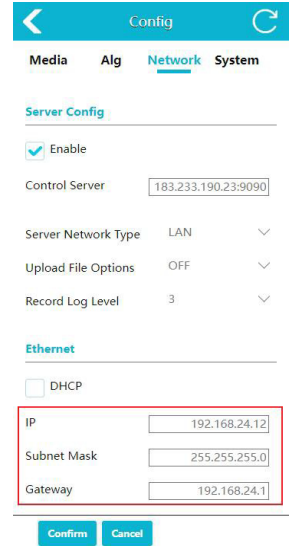 Config
Media Alg Network System
Server Config
Enable
Control Server 183.233.190.23:9090
Server Network Type LAN
Upload File Options OFF
Record Log Level 3
Ethernet
DHCP
IP 192.168.24.12
Subnet Mask 255.255.255.0
Gateway 192.168.24.1
Confirm Cancel